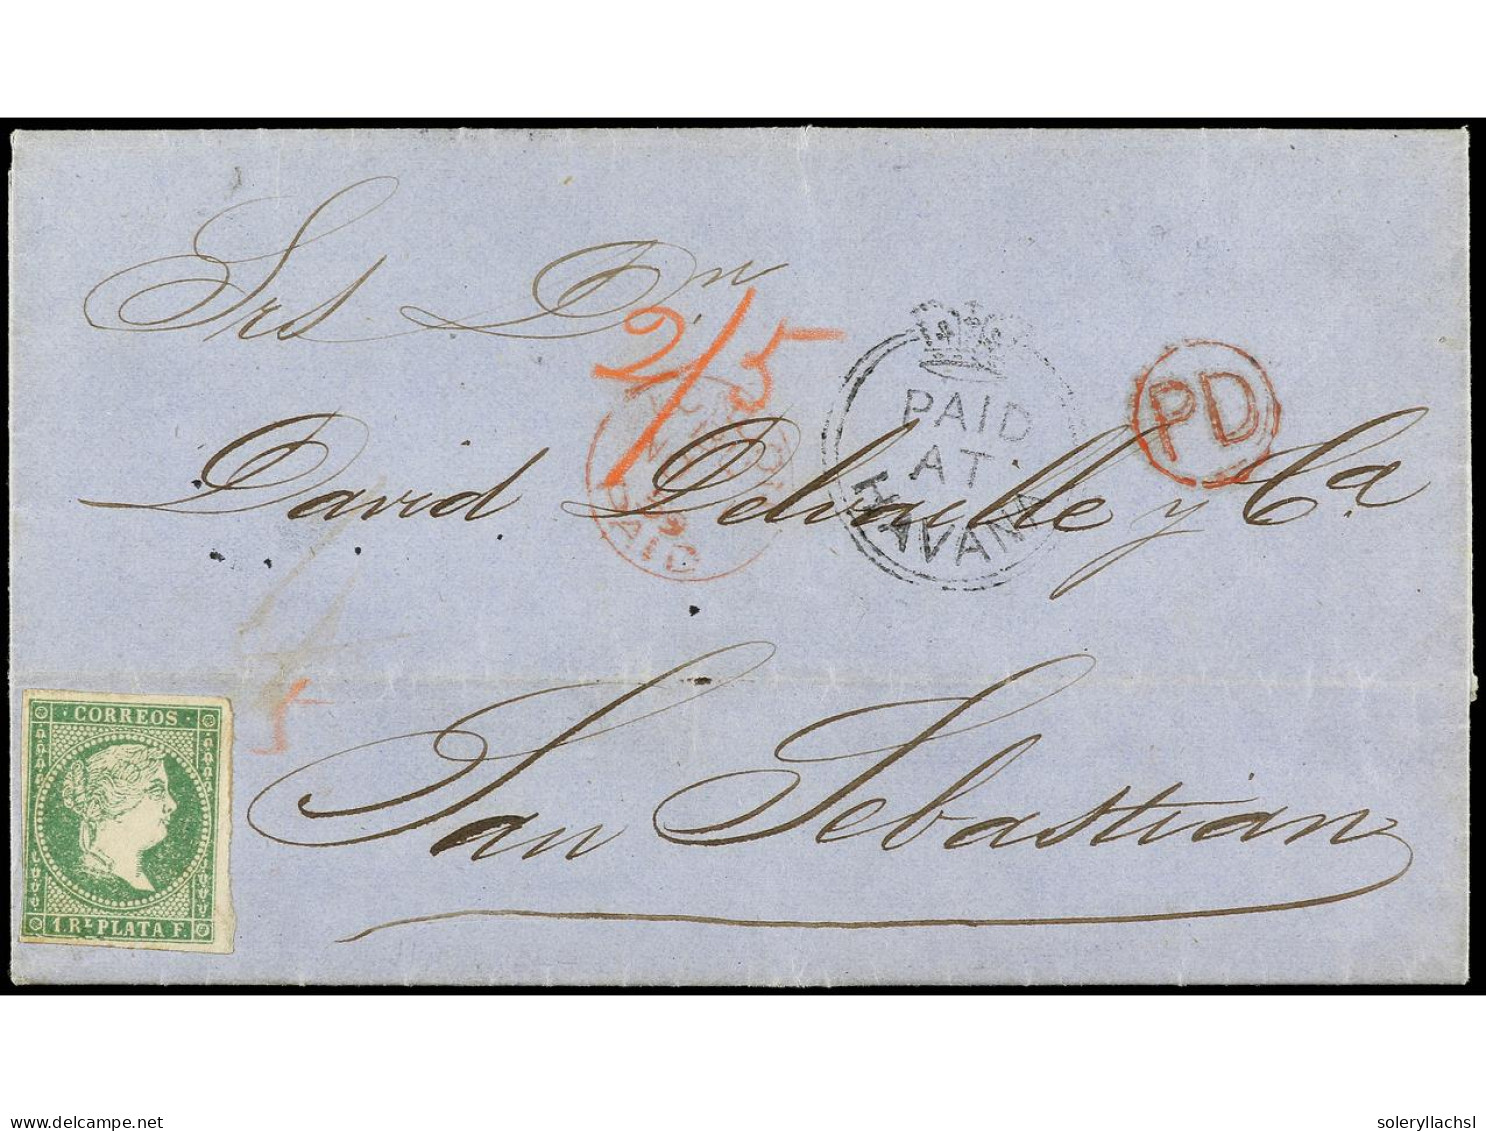 Srs Dn
2/5
PAID
AT
HAVANA
PD
David Delvaille y Ca
PAID
· CORREOS ·
1. RL PLATA F.
San Sebastian
delcampe.net
soleryllachsl